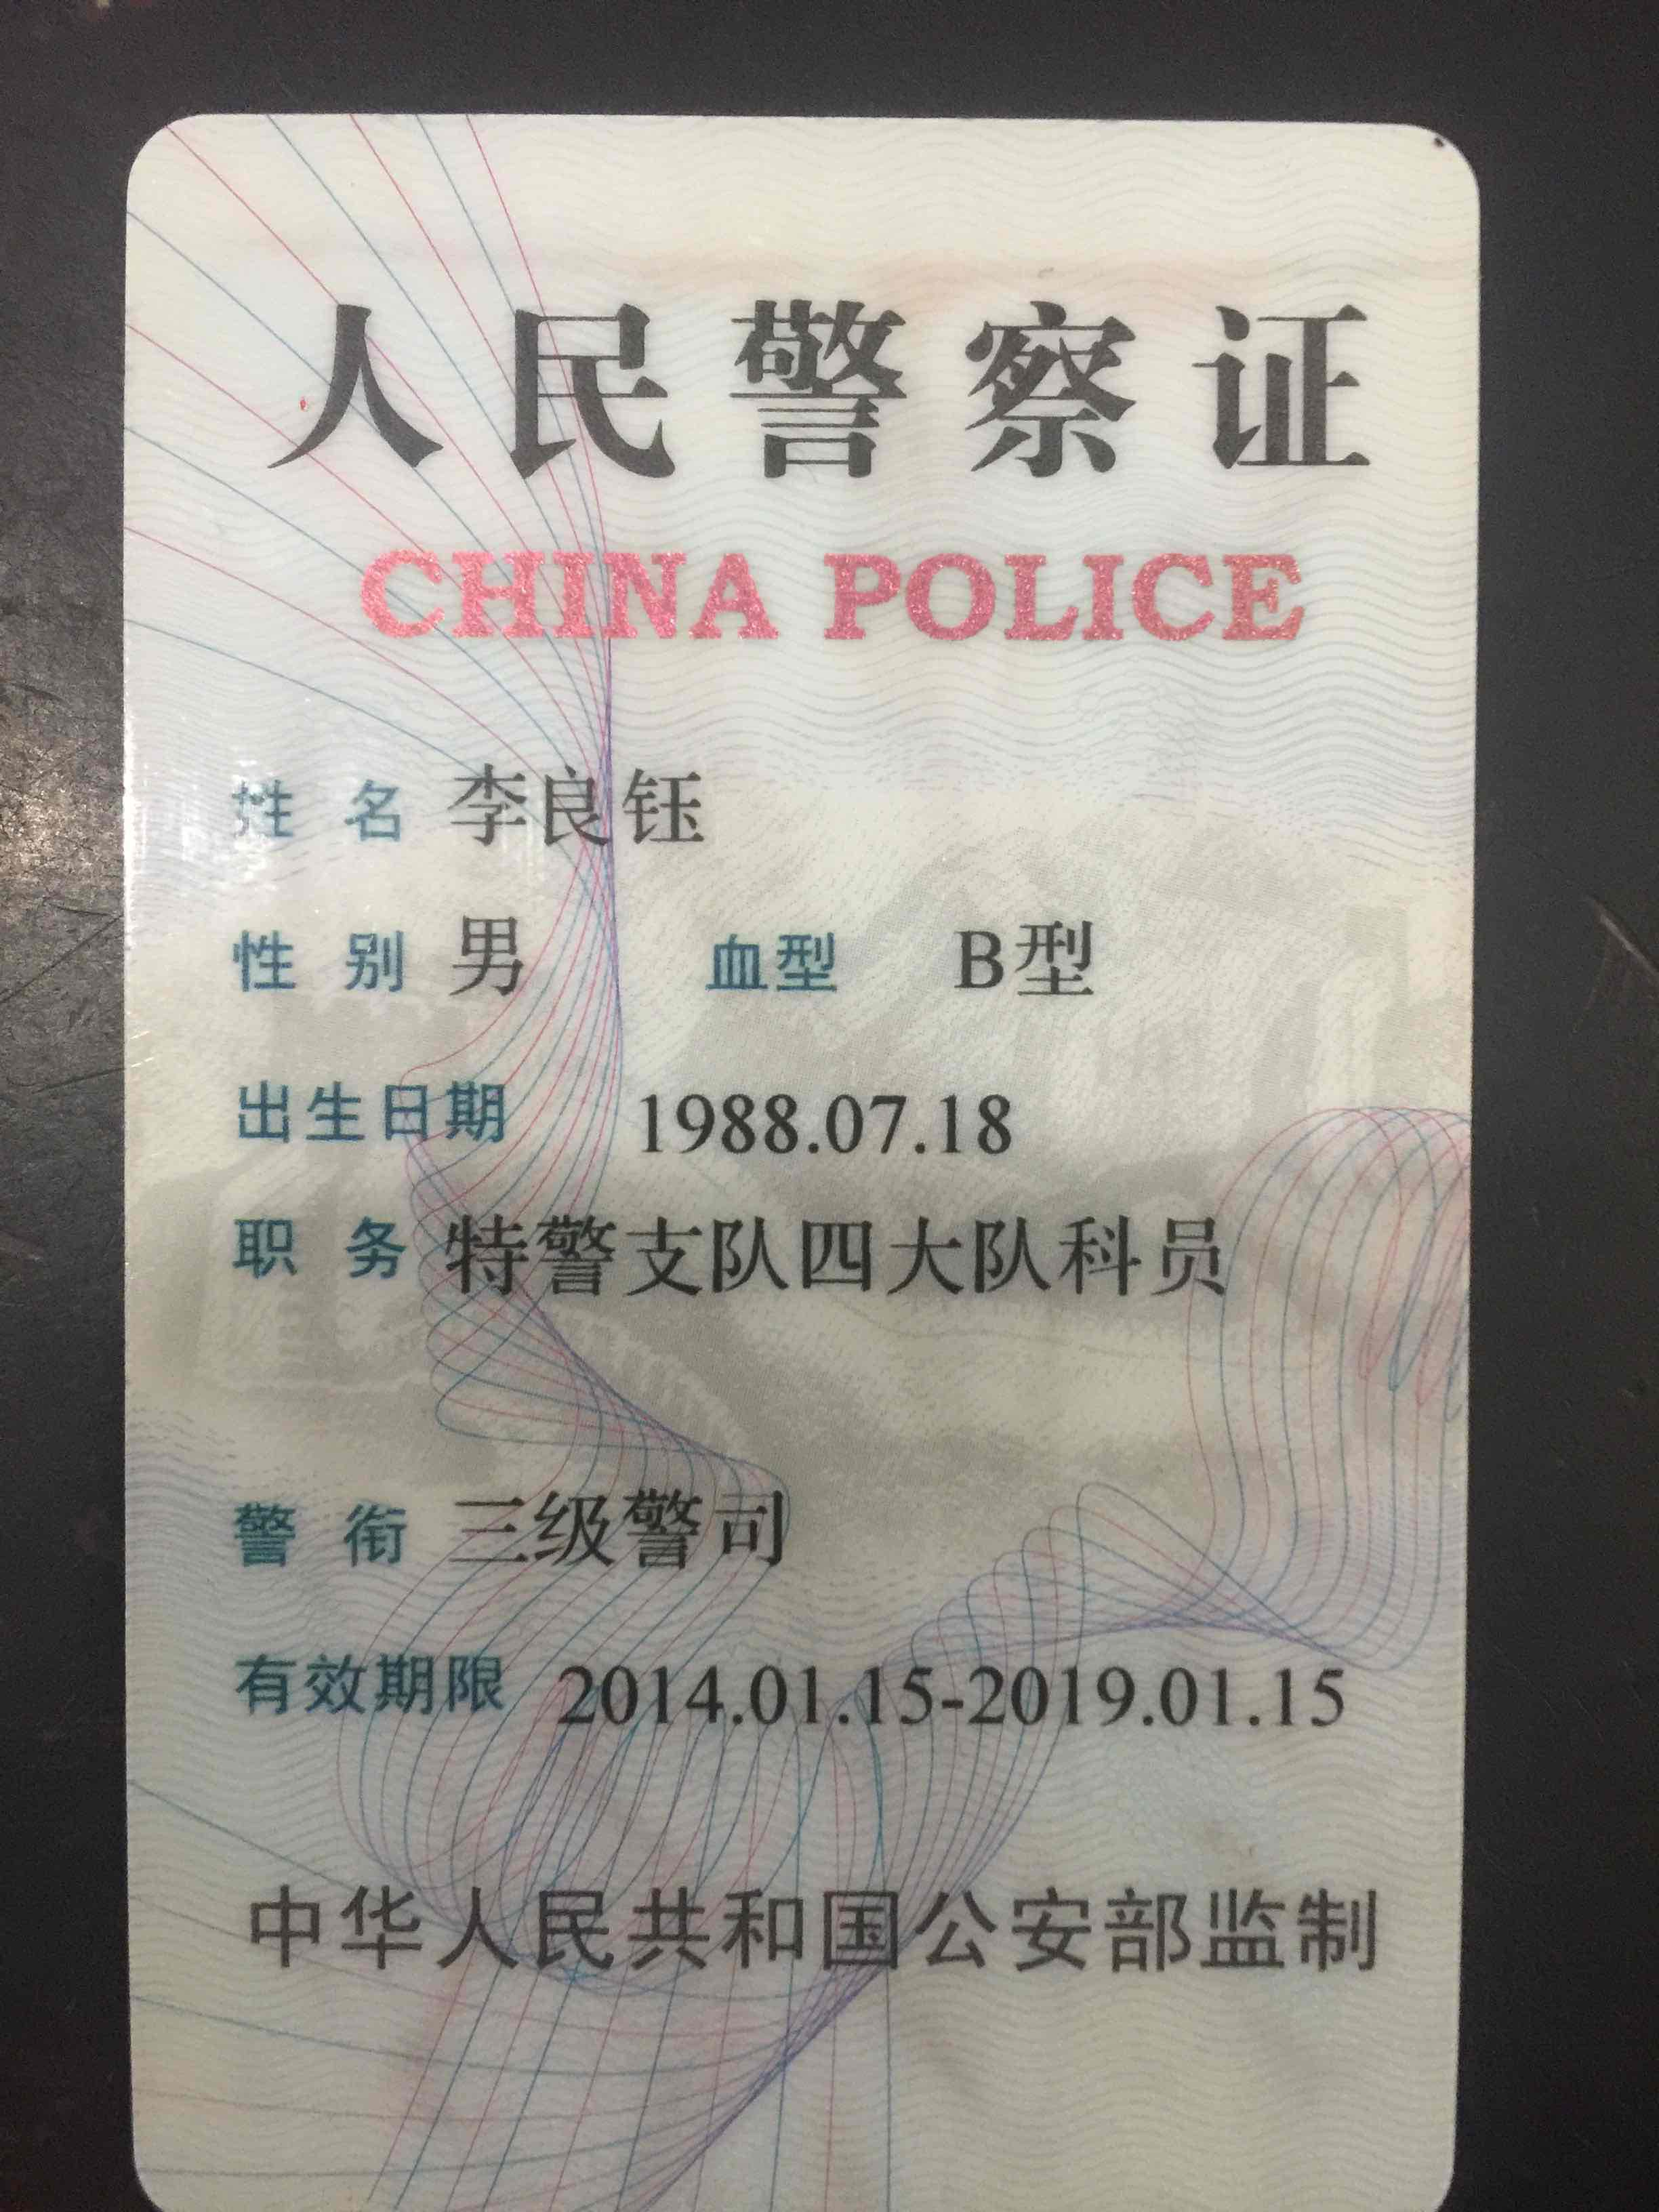 人民警察证
CHINA POLICE
姓名 李良钰
性别 男 血型 B型
出生日期 1988.07.18
职务 特警支队四大队科员
警衔 三级警司
有效期限 2014.01.15-2019.01.15
中华人民共和国公安部监制